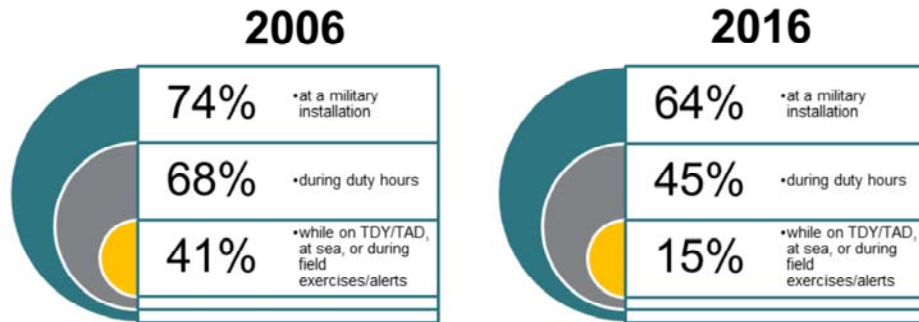 2006
74%
•at a military
installation
68%
•during duty hours
41%
•while on TDY/TAD,
at sea, or during
field
exercises/alerts
2016
64%
•at a military
installation
45%
•during duty hours
15%
•while on TDY/TAD,
at sea, or during
field
exercises/alerts